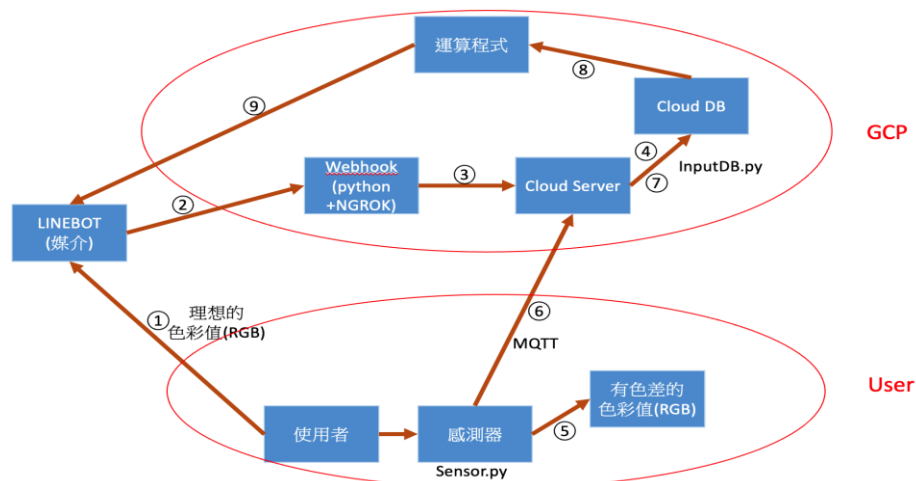 運算程式
⑧
⑨
Cloud DB
GCP
④
InputDB.py
⑦
Webhook
(python
+NGROK)
③
Cloud Server
②
LINEBOT
(媒介)
①
理想的
色彩值(RGB)
⑥
MQTT
User
有色差的
色彩值(RGB)
使用者
感測器
⑤
Sensor.py